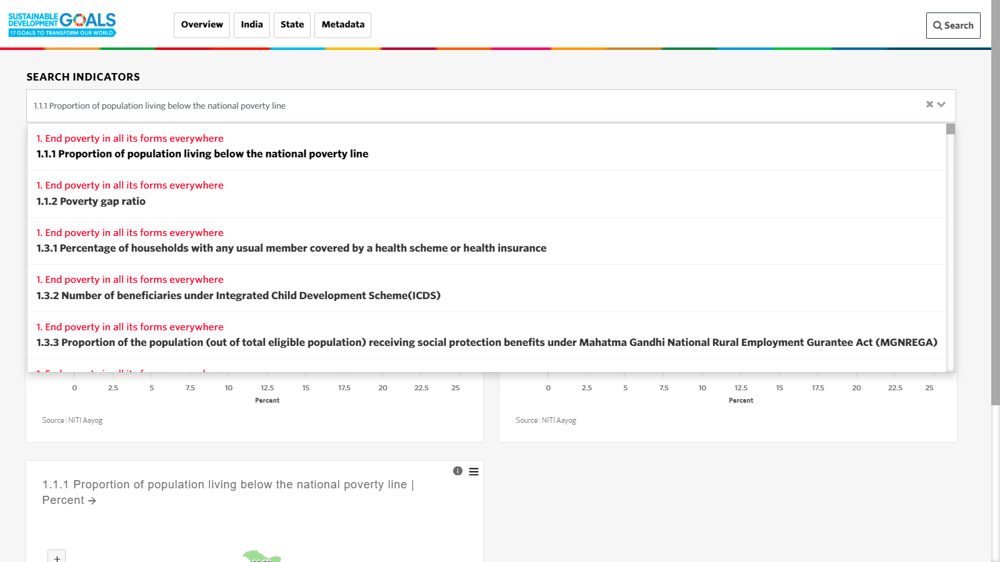 SUSTAINABLE DEVELOPMENT GOALS
17 GOALS TO TRANSFORM OUR WORLD
Overview
India
State
Metadata
Search
SEARCH INDICATORS
1.1.1 Proportion of population living below the national poverty line
1. End poverty in all its forms everywhere
1.1.1 Proportion of population living below the national poverty line
1. End poverty in all its forms everywhere
1.1.2 Poverty gap ratio
1. End poverty in all its forms everywhere
1.3.1 Percentage of households with any usual member covered by a health scheme or health insurance
1. End poverty in all its forms everywhere
1.3.2 Number of beneficiaries under Integrated Child Development Scheme(ICDS)
1. End poverty in all its forms everywhere
1.3.3 Proportion of the population (out of total eligible population) receiving social protection benefits under Mahatma Gandhi National Rural Employment Gurantee Act (MGNREGA)
1. End poverty in all its forms everywhere
0 2.5 5 7.5 10 12.5 15 17.5 20 22.5 25
Percent
Source : NITI Aayog
0 2.5 5 7.5 10 12.5 15 17.5 20 22.5 25
Percent
Source : NITI Aayog
1.1.1 Proportion of population living below the national poverty line |
Percent →
+